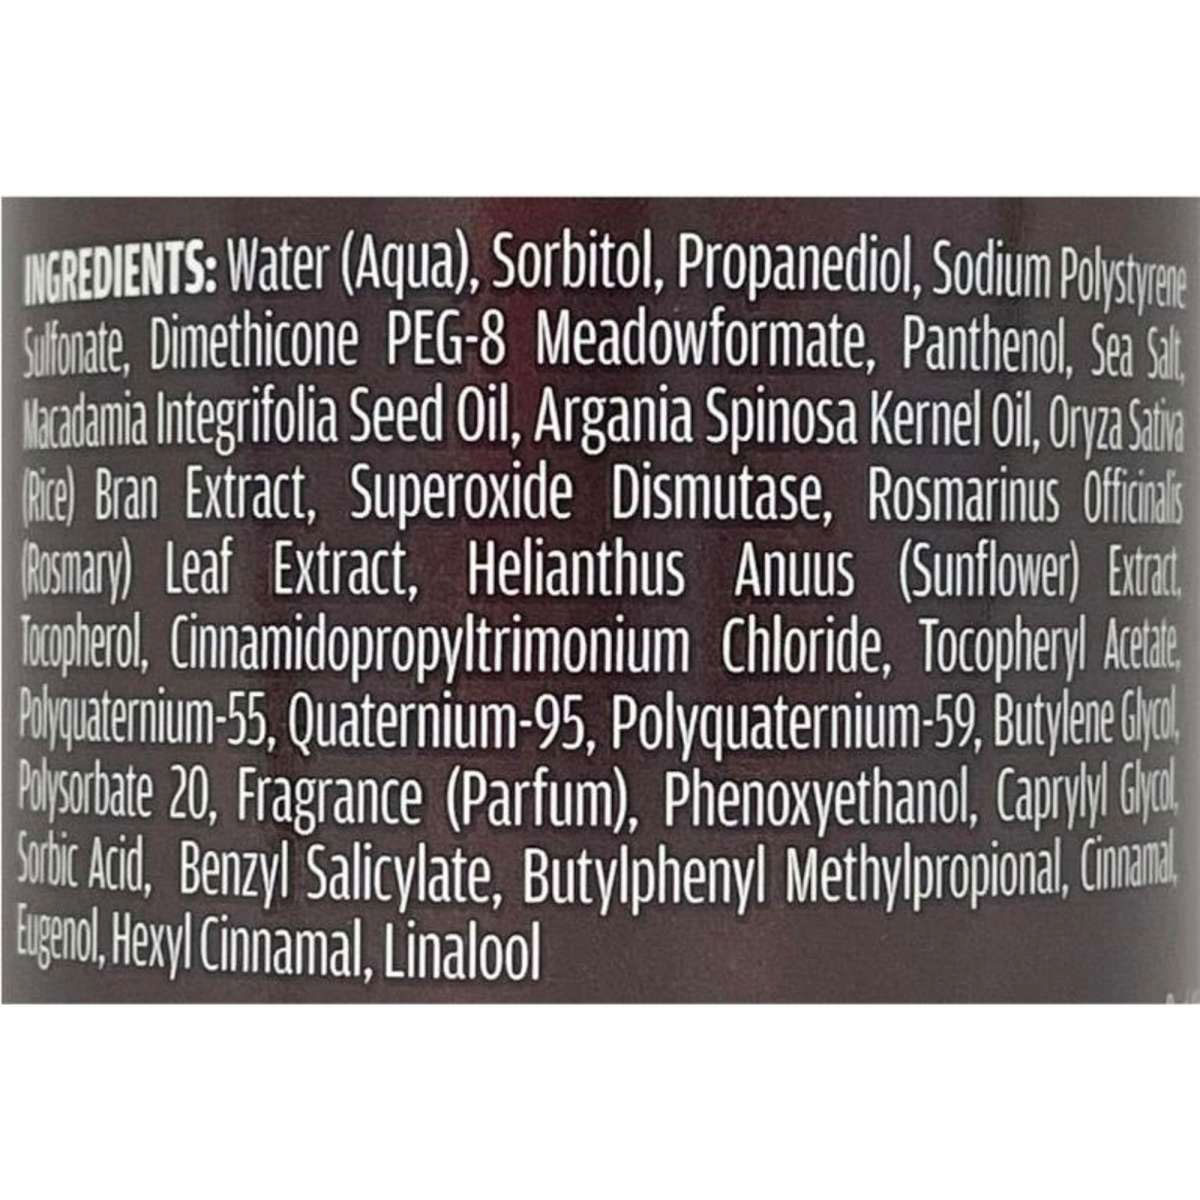 INGREDIENTS: Water (Aqua), Sorbitol, Propanediol, Sodium Polystyrene
Sulfonate, Dimethicone PEG-8 Meadowformate, Panthenol, Sea Salt,
Macadamia Integrifolia Seed Oil, Argania Spinosa Kernel Oil, Oryza Sativa
(Rice) Bran Extract, Superoxide Dismutase, Rosmarinus Officinalis
(Rosmary) Leaf Extract, Helianthus Anuus (Sunflower) Extract,
Tocopherol, Cinnamidopropyltrimonium Chloride, Tocopheryl Acetate,
Polyquaternium-55, Quaternium-95, Polyquaternium-59, Butylene Glycol,
Polysorbate 20, Fragrance (Parfum), Phenoxyethanol, Caprylyl Glycol,
Sorbic Acid, Benzyl Salicylate, Butylphenyl Methylpropional, Cinnamal,
Eugenol, Hexyl Cinnamal, Linalool